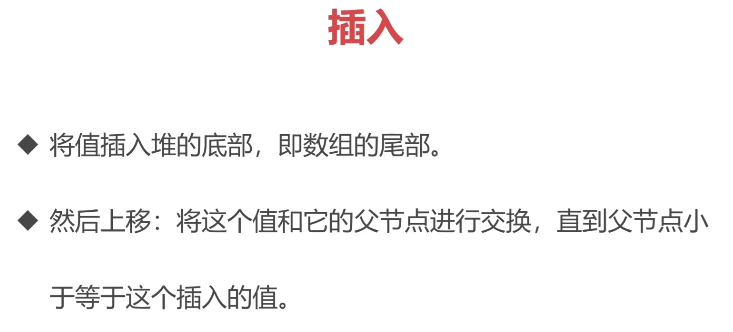 插入
◆ 将值插入堆的底部，即数组的尾部。
◆ 然后上移：将这个值和它的父节点进行交换，直到父节点小
于等于这个插入的值。